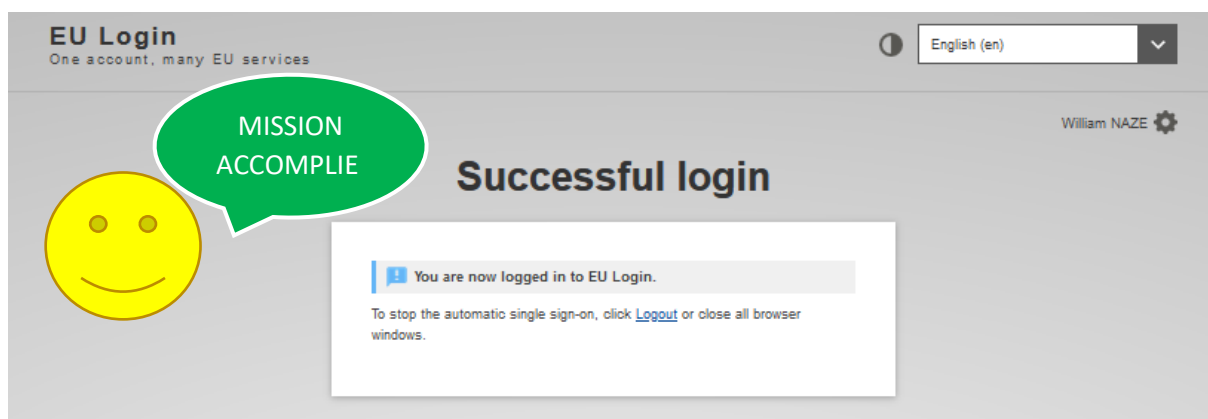 EU Login
One account, many EU services
English (en)
William NAZE
MISSION
ACCOMPLIE
Successful login
You are now logged in to EU Login.
To stop the automatic single sign-on, click Logout or close all browser
windows.